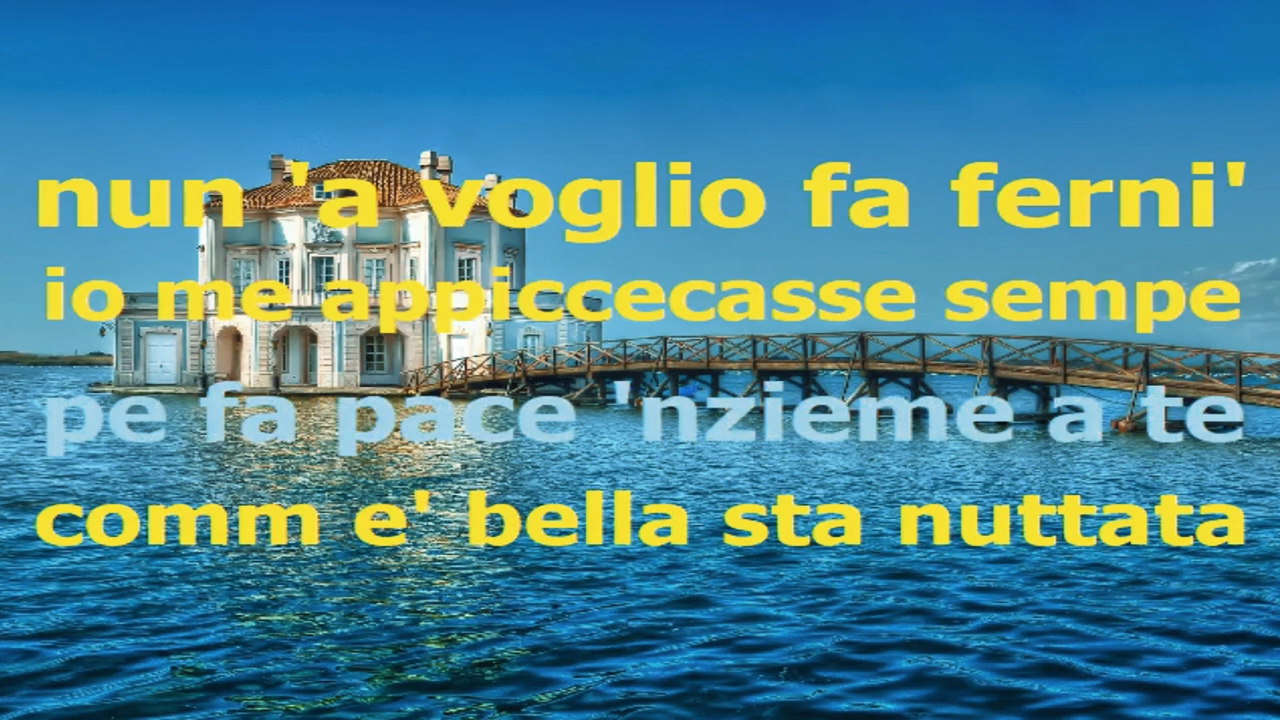 nun 'a voglio fa ferni'
io me appiccecasse sempe
pe fa pace 'nzieme a te
comm e' bella sta nuttata